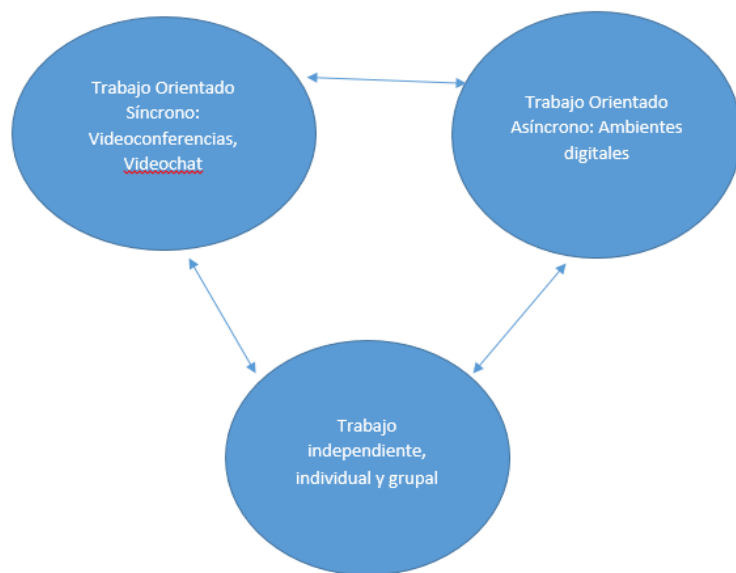 Trabajo Orientado
Síncrono:
Videoconferencias,
Videochat
Trabajo Orientado
Asíncrono: Ambientes
digitales
Trabajo
independiente,
individual y grupal